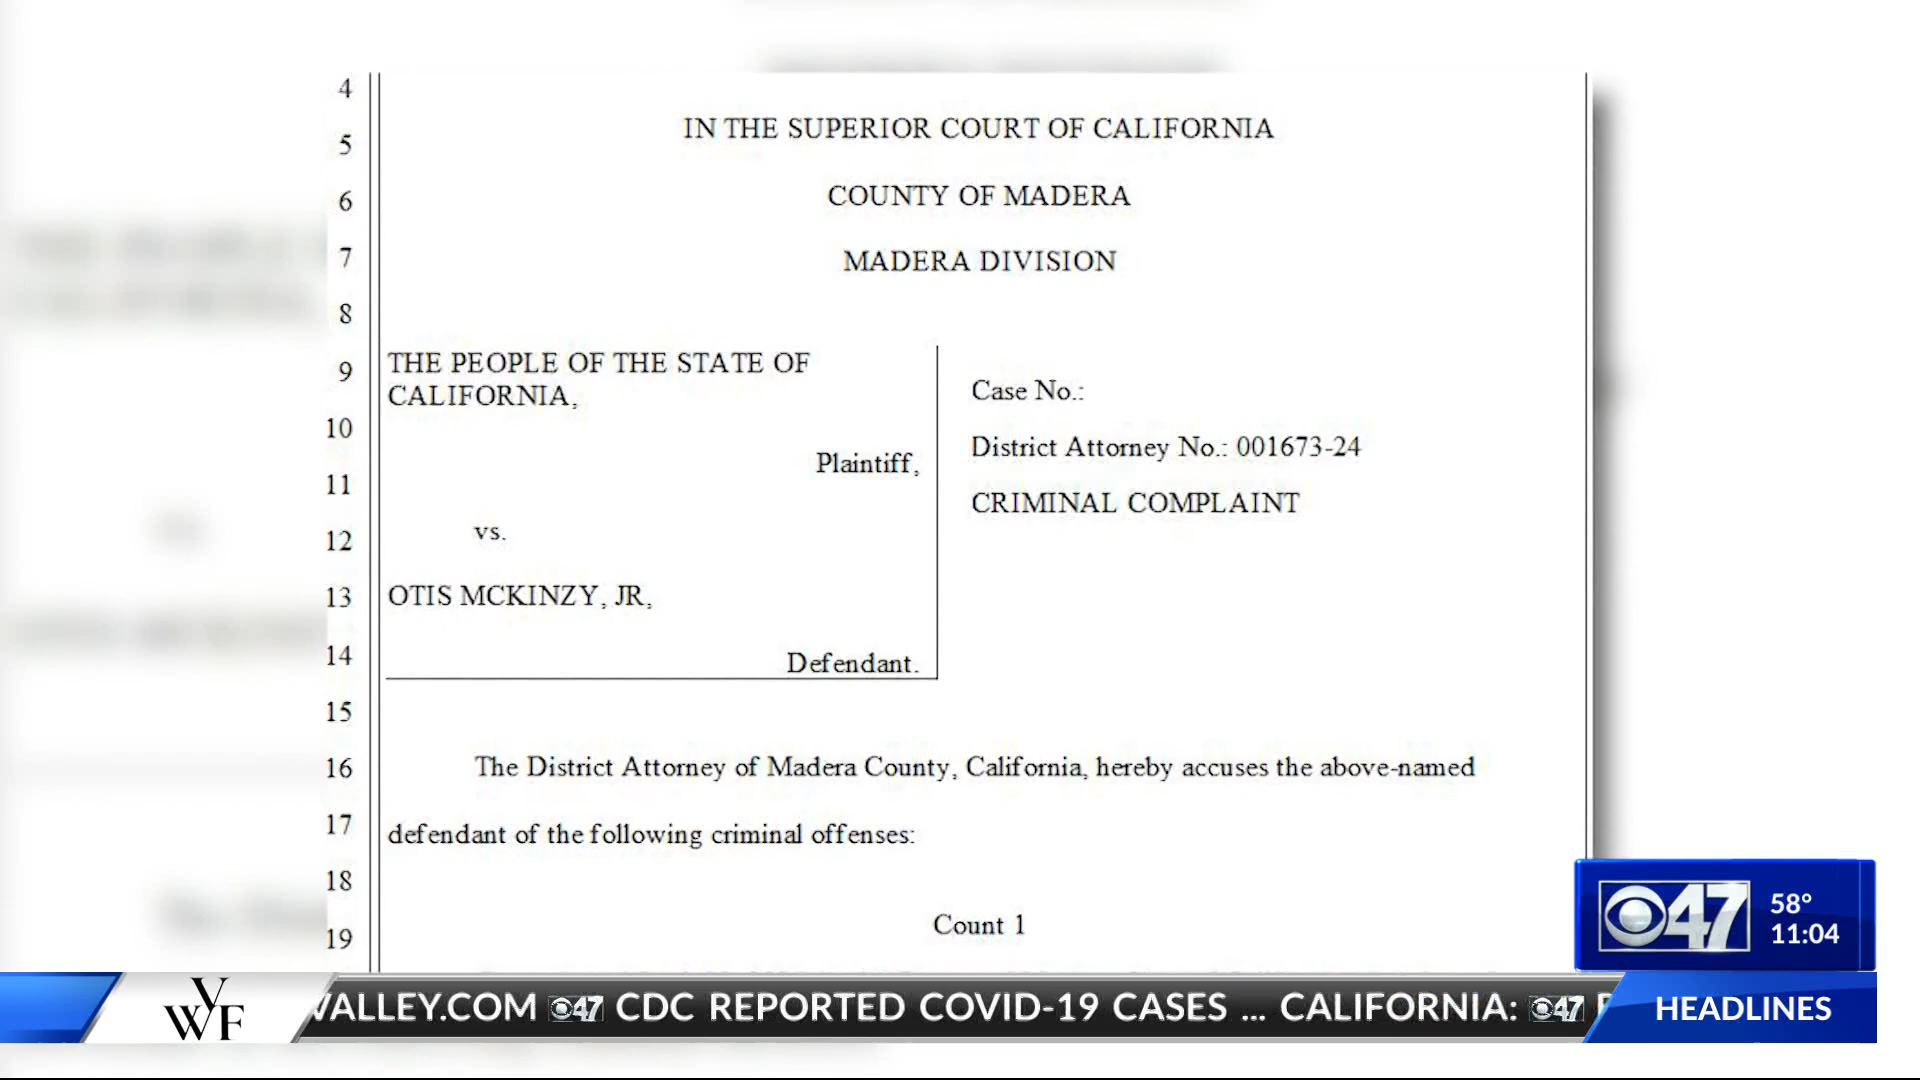 4
IN THE SUPERIOR COURT OF CALIFORNIA
5
6
COUNTY OF MADERA
7
MADERA DIVISION
8
9
THE PEOPLE OF THE STATE OF
CALIFORNIA,
Case No.:
10
District Attorney No.: 001673-24
Plaintiff,
11
CRIMINAL COMPLAINT
12
vs.
13
OTIS MCKINZY, JR,
14
Defendant.
15
16
The District Attorney of Madera County, California, hereby accuses the above-named
17
defendant of the following criminal offenses:
18
19
Count 1
47
58°
11:04
VWF
VALLEY.COM 47 CDC REPORTED COVID-19 CASES ... CALIFORNIA: 47
HEADLINES